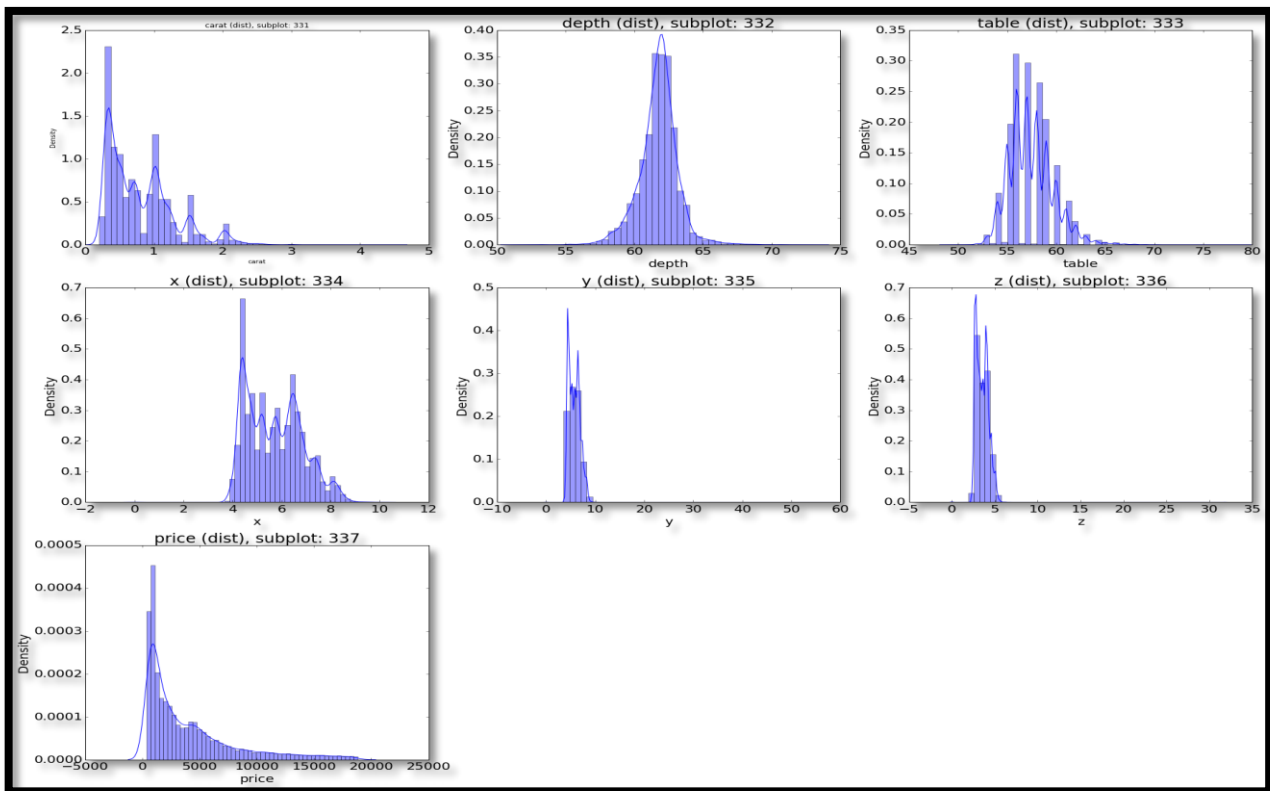 carat (dist), subplot: 331
2.5
2.0
1.5
1.0
0.5
0.0
Density
0 1 2 3 4 5
carat
depth (dist), subplot: 332
0.40
0.35
0.30
0.25
0.20
0.15
0.10
0.05
0.00
Density
50 55 60 65 70 75
depth
table (dist), subplot: 333
0.35
0.30
0.25
0.20
0.15
0.10
0.05
0.00
Density
45 50 55 60 65 70 75 80
table
x (dist), subplot: 334
0.7
0.6
0.5
0.4
0.3
0.2
0.1
0.0
Density
−2 0 2 4 6 8 10 12
x
y (dist), subplot: 335
0.5
0.4
0.3
0.2
0.1
0.0
Density
−10 0 10 20 30 40 50 60
y
z (dist), subplot: 336
0.7
0.6
0.5
0.4
0.3
0.2
0.1
0.0
Density
−5 0 5 10 15 20 25 30 35
z
price (dist), subplot: 337
0.0005
0.0004
0.0003
0.0002
0.0001
0.0000
Density
−5000 0 5000 10000 15000 20000 25000
price